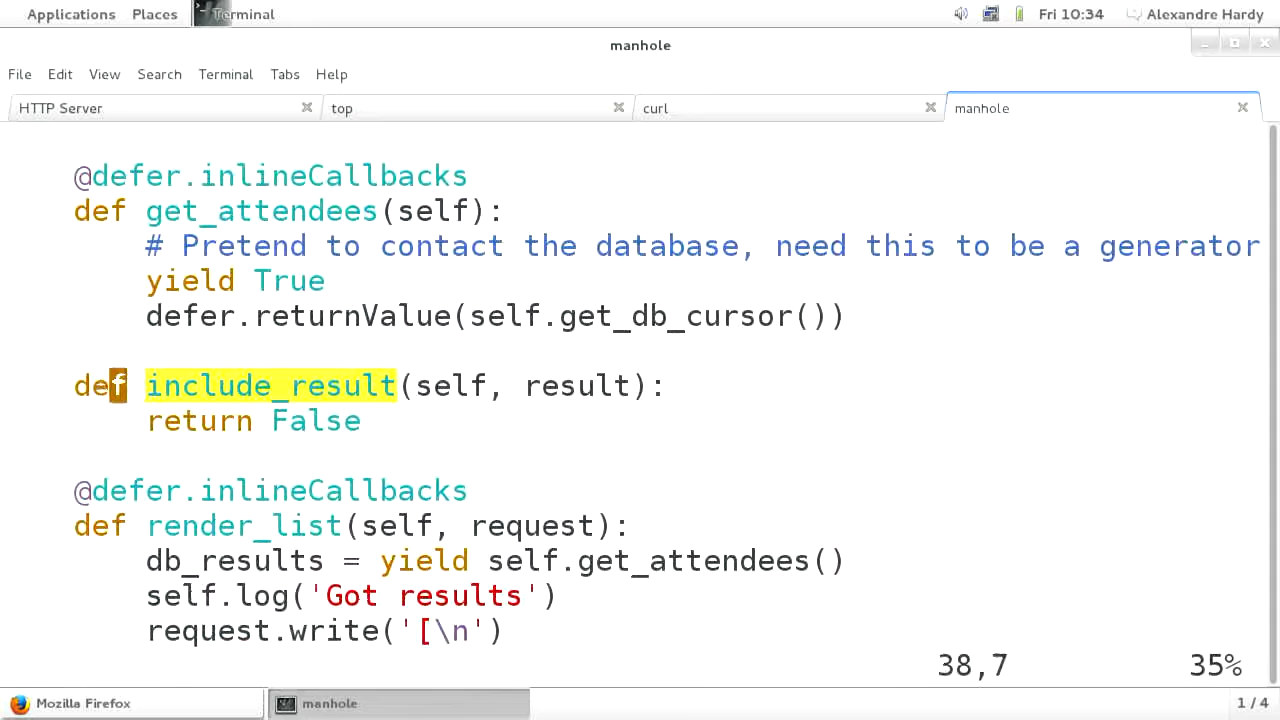 Applications Places Terminal Fri 10:34 Alexandre Hardy
manhole
File Edit View Search Terminal Tabs Help
HTTP Server top curl manhole
@defer.inlineCallbacks
def get_attendees(self):
# Pretend to contact the database, need this to be a generator
yield True
defer.returnValue(self.get_db_cursor())
def include_result(self, result):
return False
@defer.inlineCallbacks
def render_list(self, request):
db_results = yield self.get_attendees()
self.log('Got results')
request.write('[\n')
38,7 35%
Mozilla Firefox manhole 1 / 4